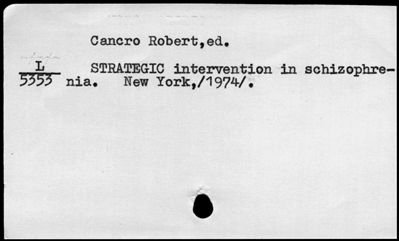 Cancro Robert,ed.
L STRATEGIC intervention in schizophre-
5353 nia. New York,/1974/.